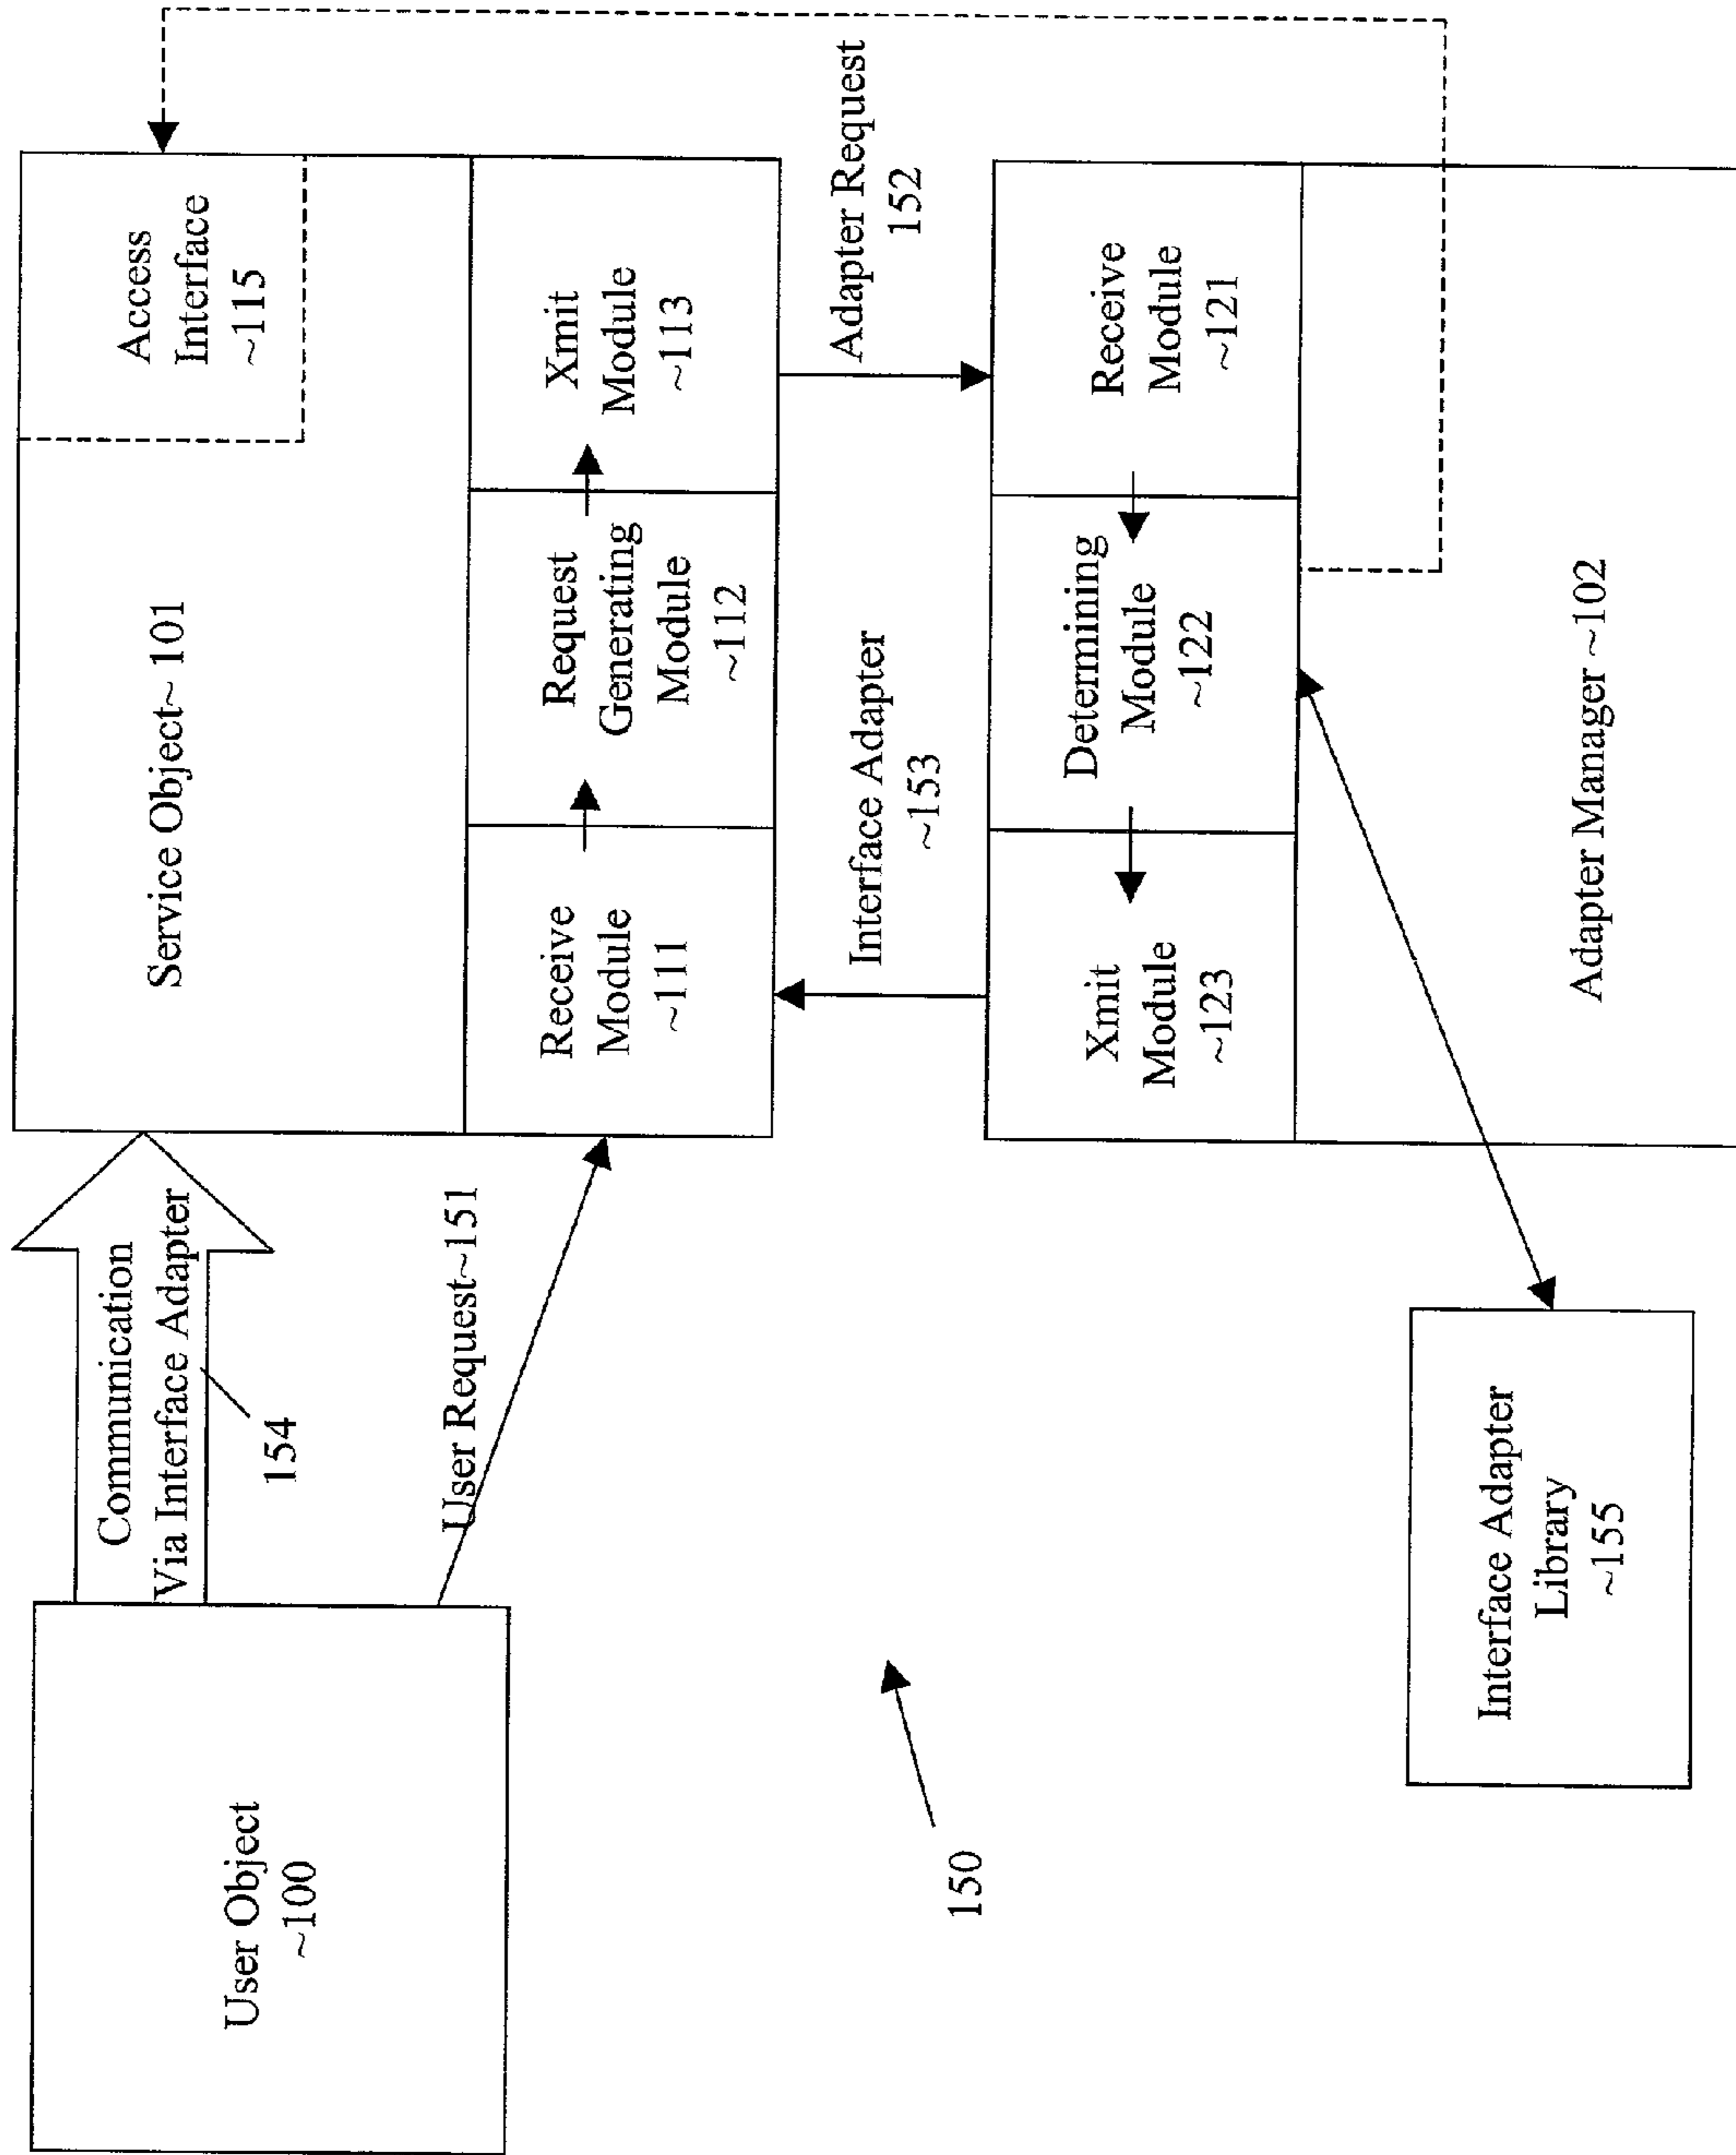 User Object
~100
Communication
Via Interface Adapter
154
User Request~151
Service Object~ 101
Access
Interface
~115
Receive
Module
~111
Request
Generating
Module
~112
Xmit
Module
~113
Interface Adapter
~153
Adapter Request
152
Xmit
Module
~123
Determining
Module
~122
Receive
Module
~121
Adapter Manager ~102
150
Interface Adapter
Library
~155